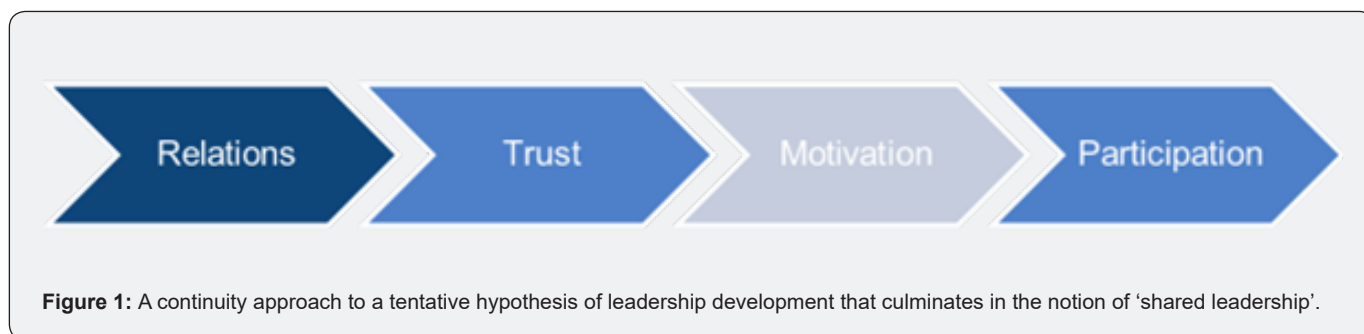 Relations Trust Motivation Participation
Figure 1: A continuity approach to a tentative hypothesis of leadership development that culminates in the notion of ‘shared leadership’.